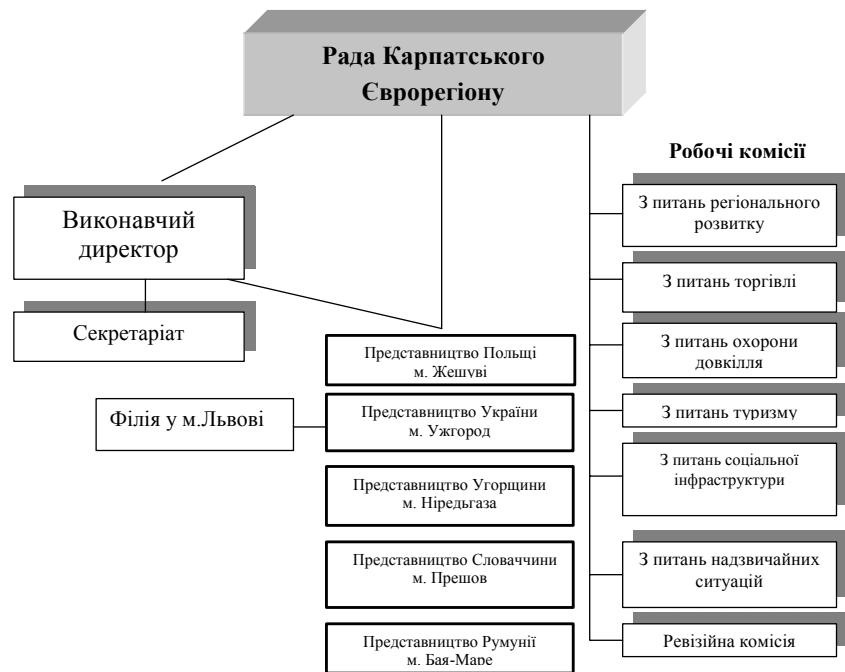 Рада Карпатського
Єврорегіону
Робочі комісії
Виконавчий
директор
Секретаріат
Філія у м.Львові
Представництво Польщі
м. Жешуві
Представництво України
м. Ужгород
Представництво Угорщини
м. Ніредьгаза
Представництво Словаччини
м. Прешов
Представництво Румунії
м. Бая-Маре
З питань регіонального
розвитку
З питань торгівлі
З питань охорони
довкілля
З питань туризму
З питань соціальної
інфраструктури
З питань надзвичайних
ситуацій
Ревізійна комісія